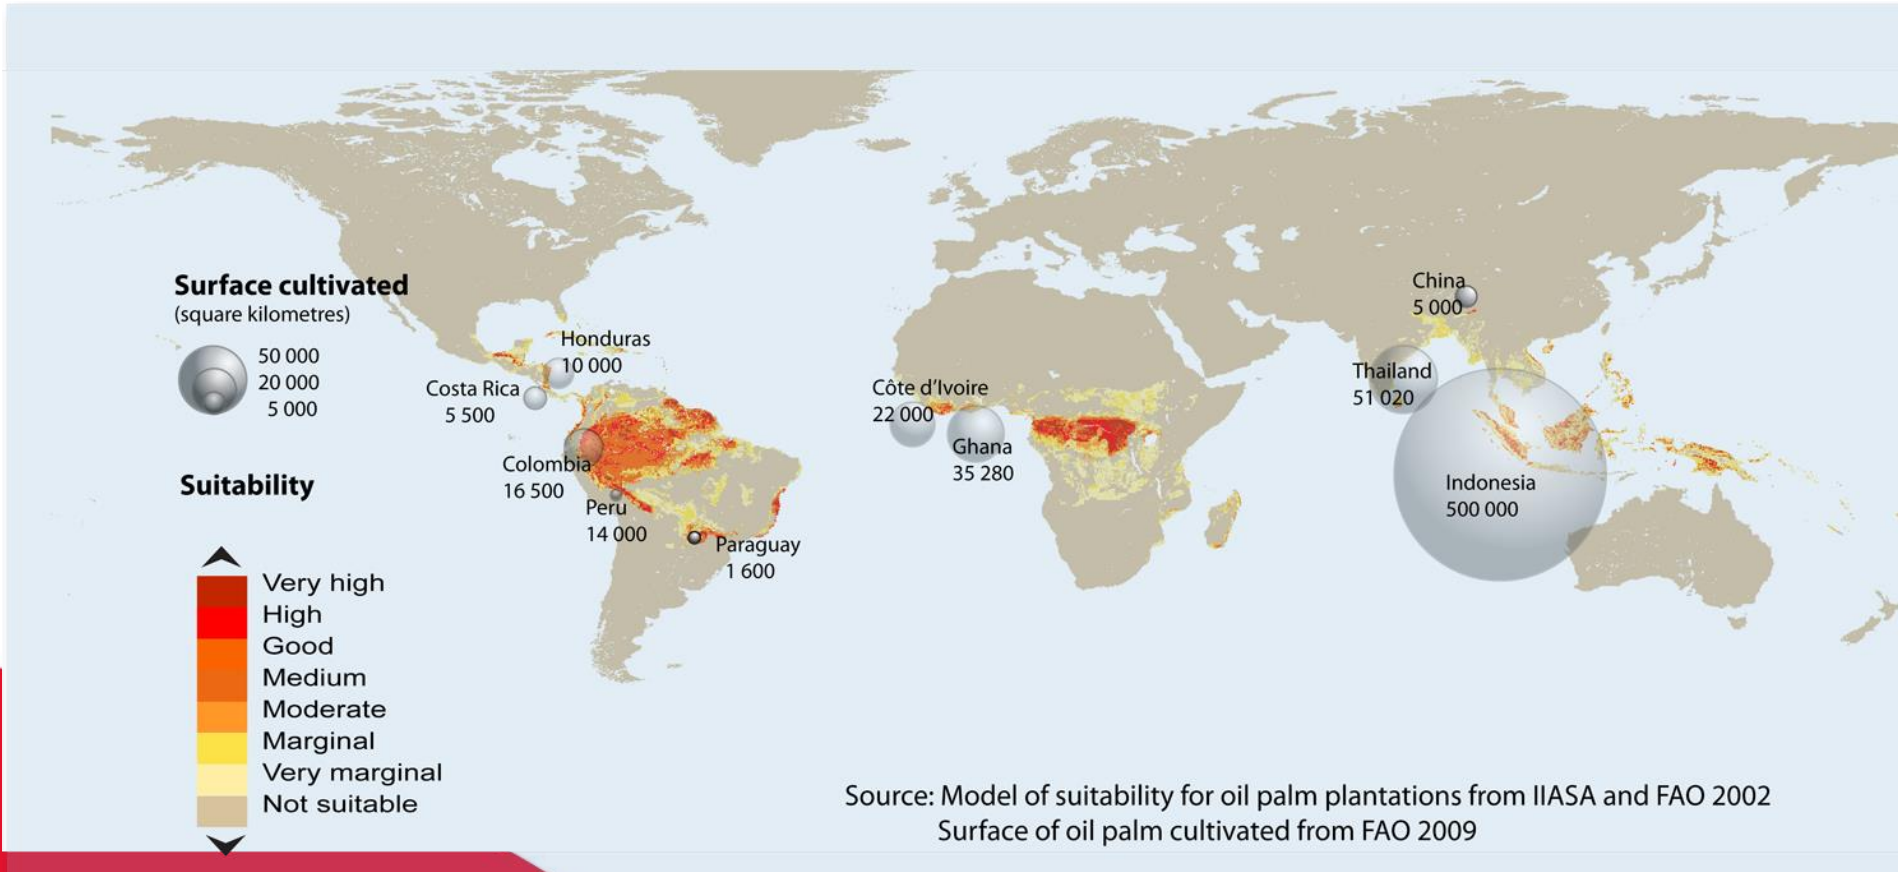 Surface cultivated
(square kilometres)
50 000
20 000
5 000
Honduras
10 000
Costa Rica
5 500
Colombia
16 500
Peru
14 000
Paraguay
1 600
Côte d'Ivoire
22 000
Ghana
35 280
China
5 000
Thailand
51 020
Indonesia
500 000
Suitability
Very high
High
Good
Medium
Moderate
Marginal
Very marginal
Not suitable
Source: Model of suitability for oil palm plantations from IIASA and FAO 2002
Surface of oil palm cultivated from FAO 2009